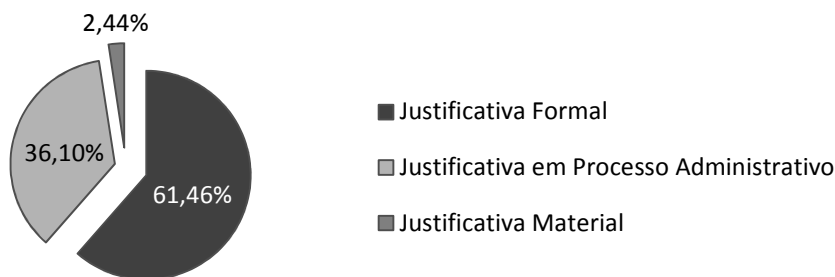 2,44%
36,10%
61,46%
Justificativa Formal
Justificativa em Processo Administrativo
Justificativa Material